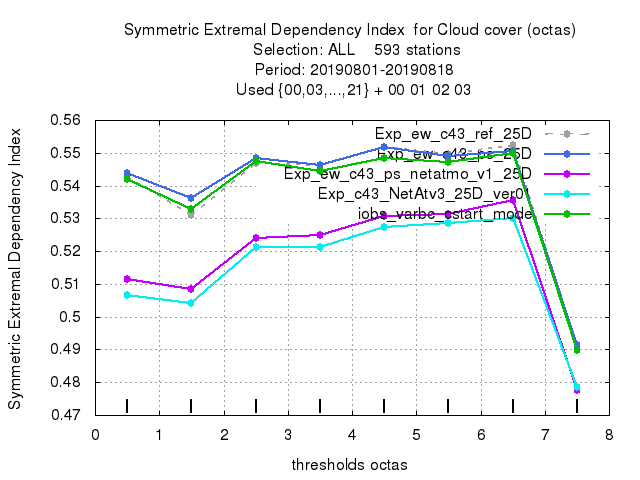 Symmetric Extremal Dependency Index  for Cloud cover (octas)
Selection: ALL    593 stations
Period: 20190801-20190818
Used {00,03,...,21} + 00 01 02 03
Symmetric Extremal Dependency Index
0.56
0.55
0.54
0.53
0.52
0.51
0.5
0.49
0.48
0.47
Exp_ew_c43_ref_25D
Exp_ew_c43_ps_netatmo_v1_25D
Exp_c43_NetAtv3_25D_ver01
0 1 2 3 4 5 6 7 8
thresholds octas